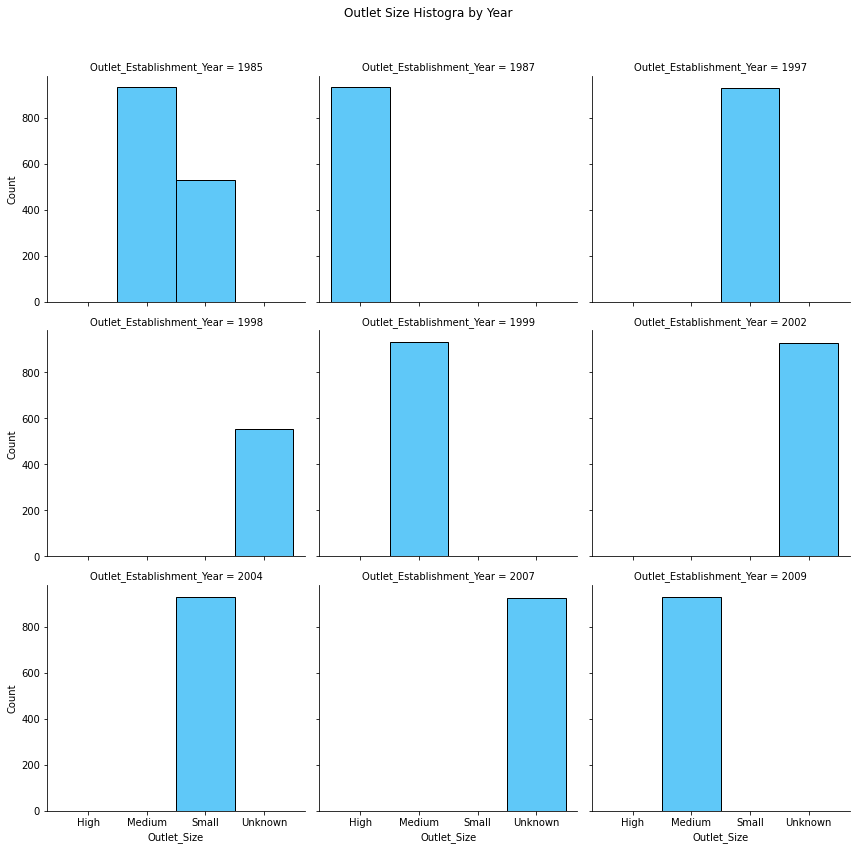 Outlet Size Histogra by Year
Outlet_Establishment_Year = 1985
Outlet_Establishment_Year = 1987
Outlet_Establishment_Year = 1997
800
600
400
200
0
Count
Outlet_Establishment_Year = 1998
Outlet_Establishment_Year = 1999
Outlet_Establishment_Year = 2002
800
600
400
200
0
Count
Outlet_Establishment_Year = 2004
Outlet_Establishment_Year = 2007
Outlet_Establishment_Year = 2009
800
600
400
200
0
Count
High Medium Small Unknown
High Medium Small Unknown
High Medium Small Unknown
Outlet_Size
Outlet_Size
Outlet_Size